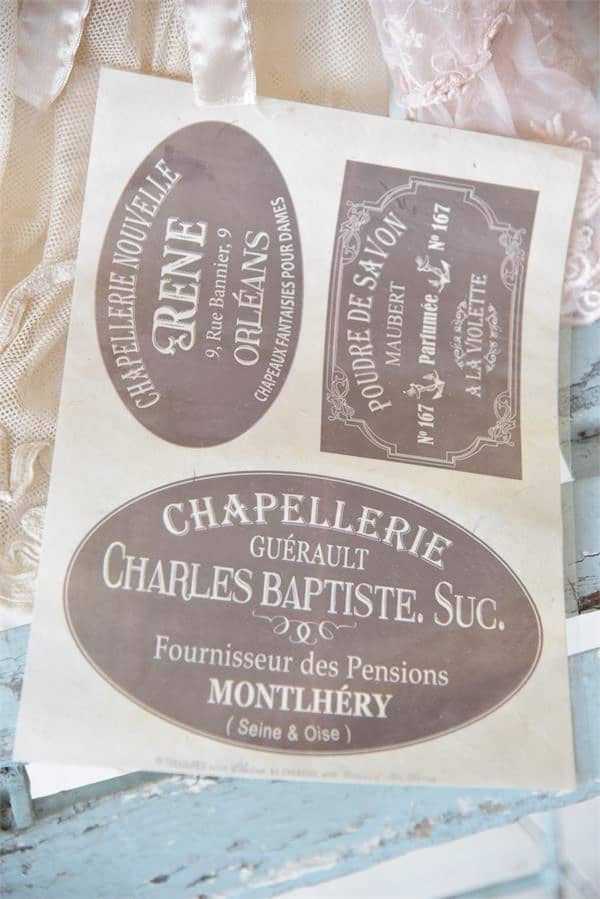 CHAPELLERIE NOUVELLE
RENE
9, Rue Bannier, 9
ORLÉANS
CHAPEAUX FANTAISIES POUR DAMES
POUDRE DE SAVON
MAUBERT
Nº 167 Parfumée Nº 167
A LA VIOLETTE
CHAPELLERIE
GUÉRAULT
CHARLES BAPTISTE. SUC.
Fournisseur des Pensions
MONTLHÉRY
( Seine & Oise )